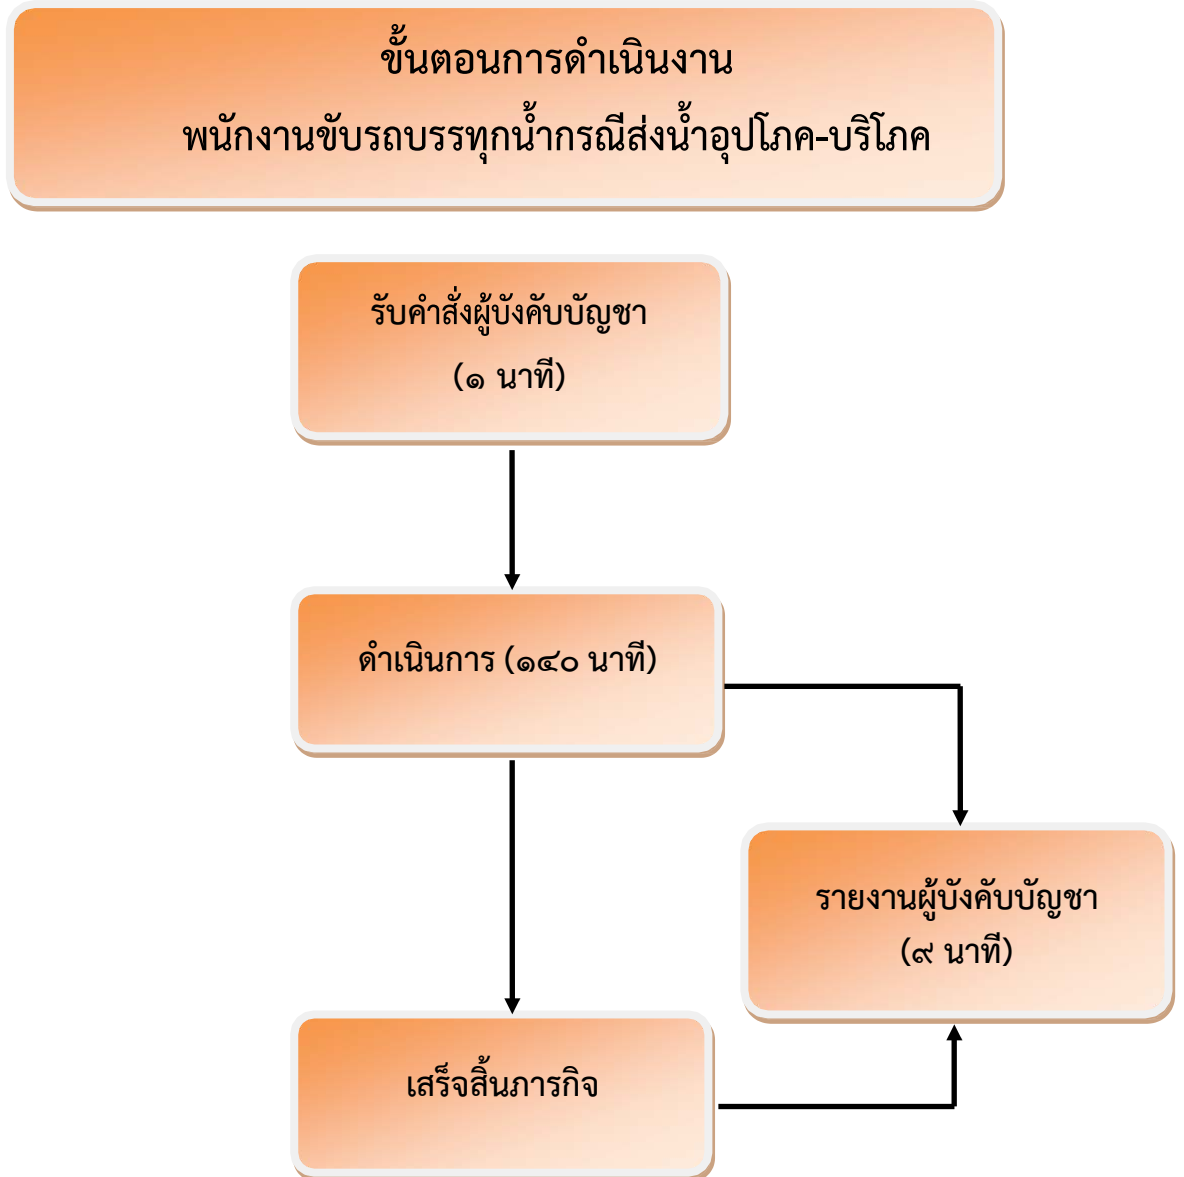 ขั้นตอนการดำเนินงาน
พนักงานขับรถบรรทุกน้ำกรณีส่งน้ำอุปโภค-บริโภค
รับคำสั่งผู้บังคับบัญชา
(๑ นาที)
ดำเนินการ (๑๔๐ นาที)
รายงานผู้บังคับบัญชา
(๙ นาที)
เสร็จสิ้นภารกิจ